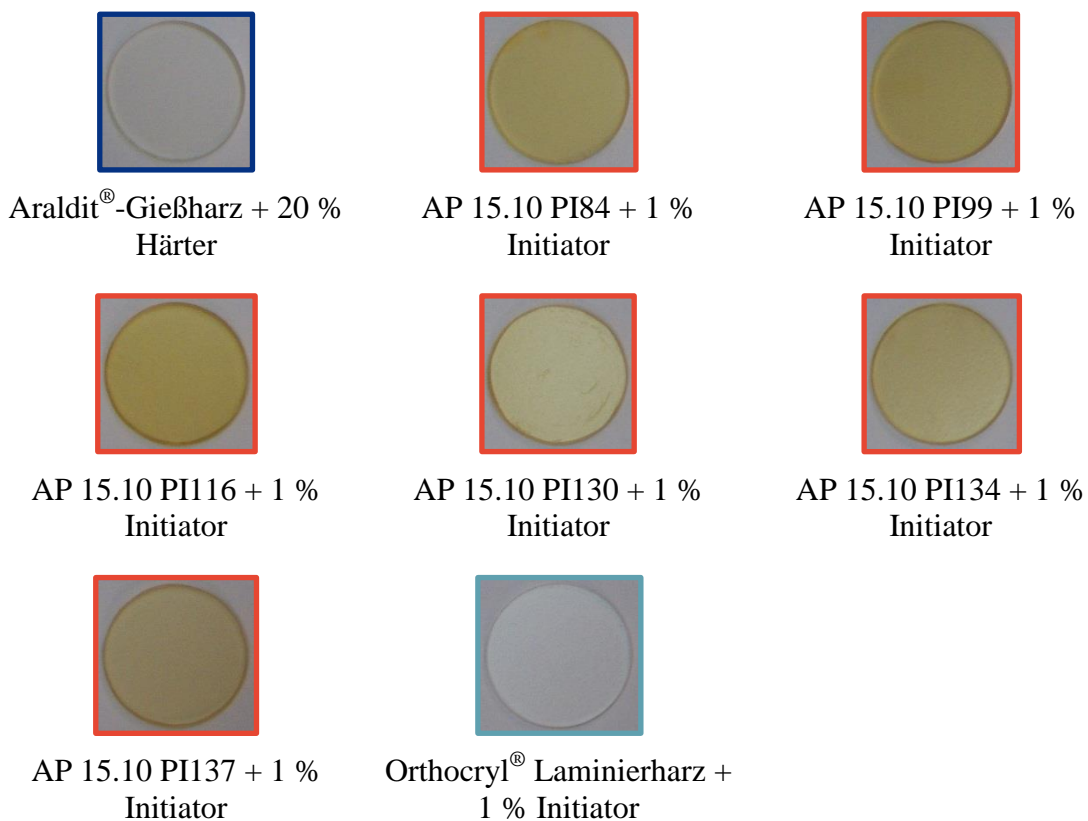 Araldit®-Gießharz + 20 %
Härter
AP 15.10 PI84 + 1 %
Initiator
AP 15.10 PI99 + 1 %
Initiator
AP 15.10 PI116 + 1 %
Initiator
AP 15.10 PI130 + 1 %
Initiator
AP 15.10 PI134 + 1 %
Initiator
AP 15.10 PI137 + 1 %
Initiator
Orthocryl® Laminierharz +
1 % Initiator